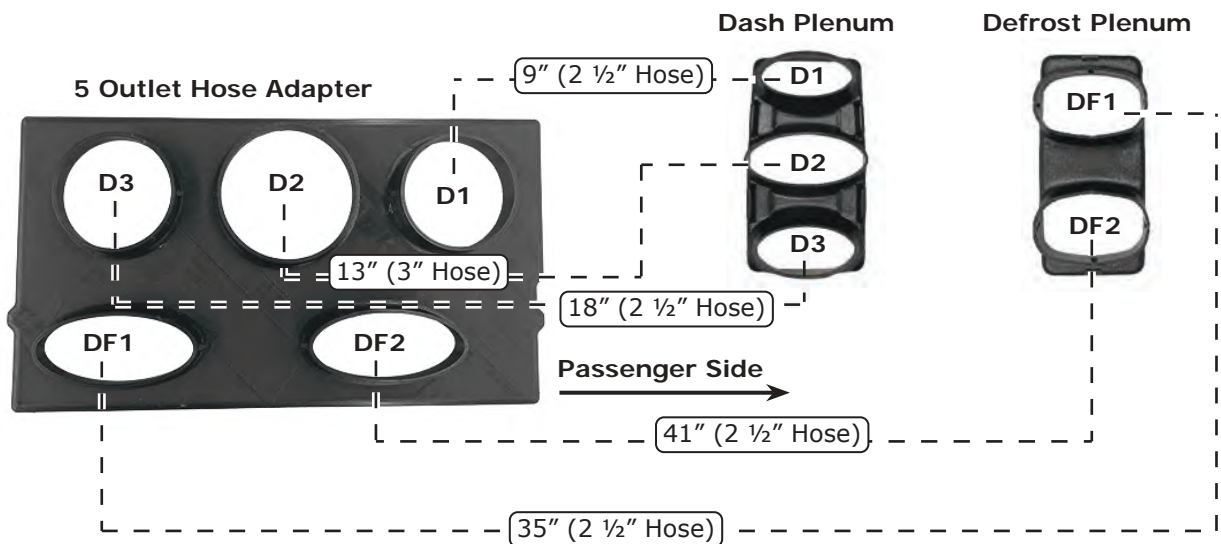 Dash Plenum
Defrost Plenum
5 Outlet Hose Adapter
9” (2 ½” Hose)
D1
DF1
D3
D2
D1
D2
13” (3” Hose)
D3
DF2
18” (2 ½” Hose)
DF1
DF2
Passenger Side
41” (2 ½” Hose)
35” (2 ½” Hose)